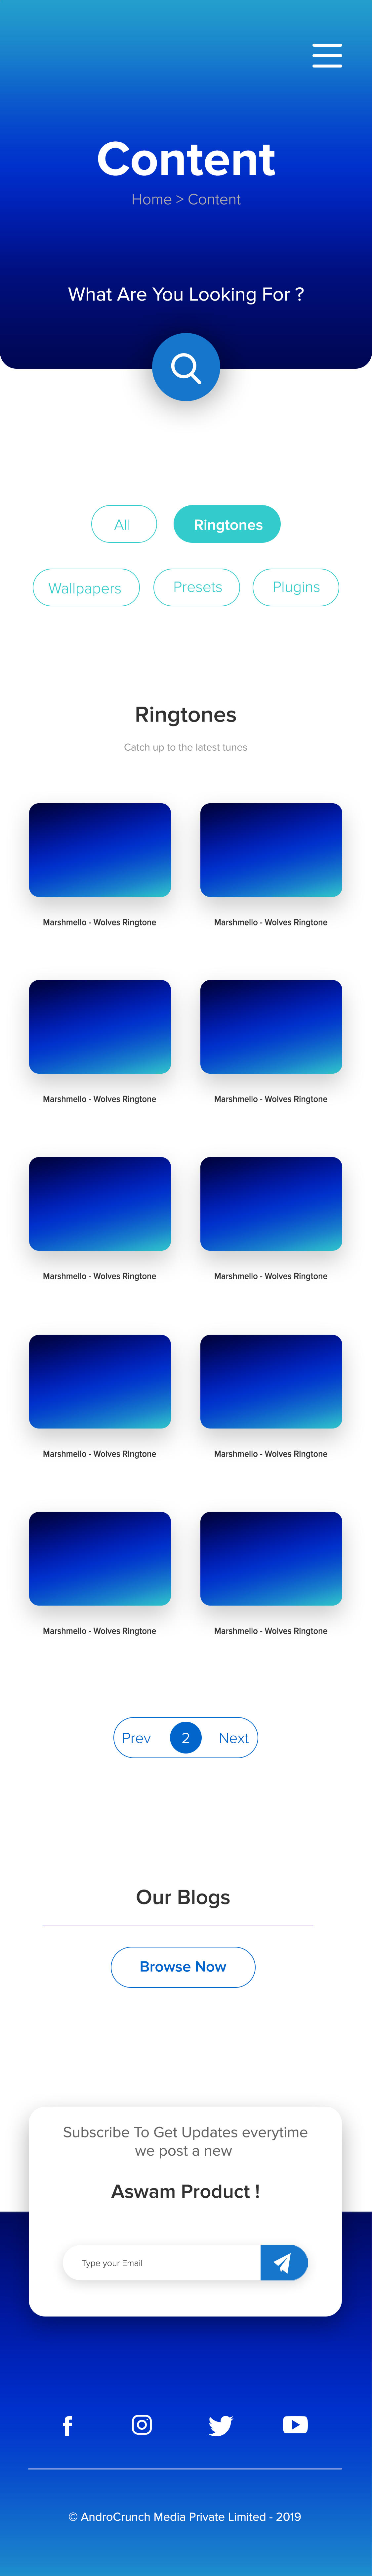 Content
Home > Content
What Are You Looking For ?
All
Ringtones
Wallpapers
Presets
Plugins
Ringtones
Catch up to the latest tunes
Marshmello - Wolves Ringtone
Marshmello - Wolves Ringtone
Marshmello - Wolves Ringtone
Marshmello - Wolves Ringtone
Marshmello - Wolves Ringtone
Marshmello - Wolves Ringtone
Marshmello - Wolves Ringtone
Marshmello - Wolves Ringtone
Marshmello - Wolves Ringtone
Marshmello - Wolves Ringtone
Prev 2 Next
Our Blogs
Browse Now
Subscribe To Get Updates everytime
we post a new
Aswam Product !
Type your Email
© AndroCrunch Media Private Limited - 2019